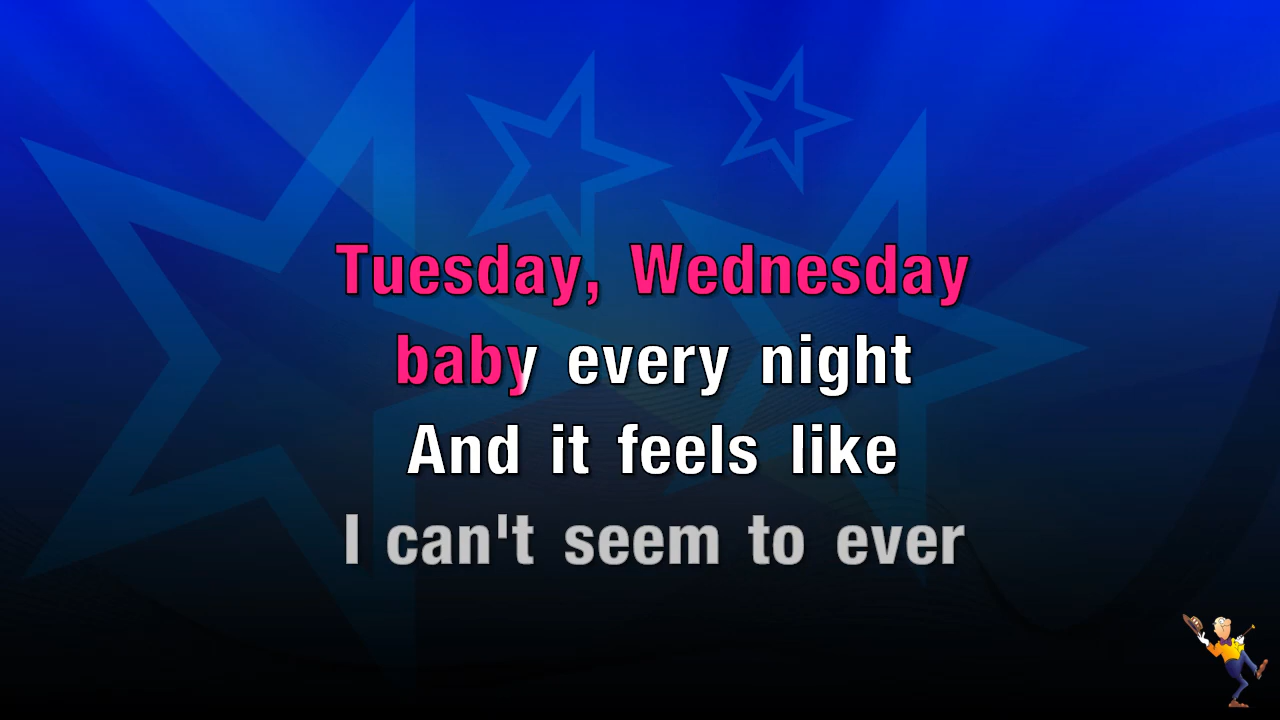 Tuesday, Wednesday
baby every night
And it feels like
I can't seem to ever